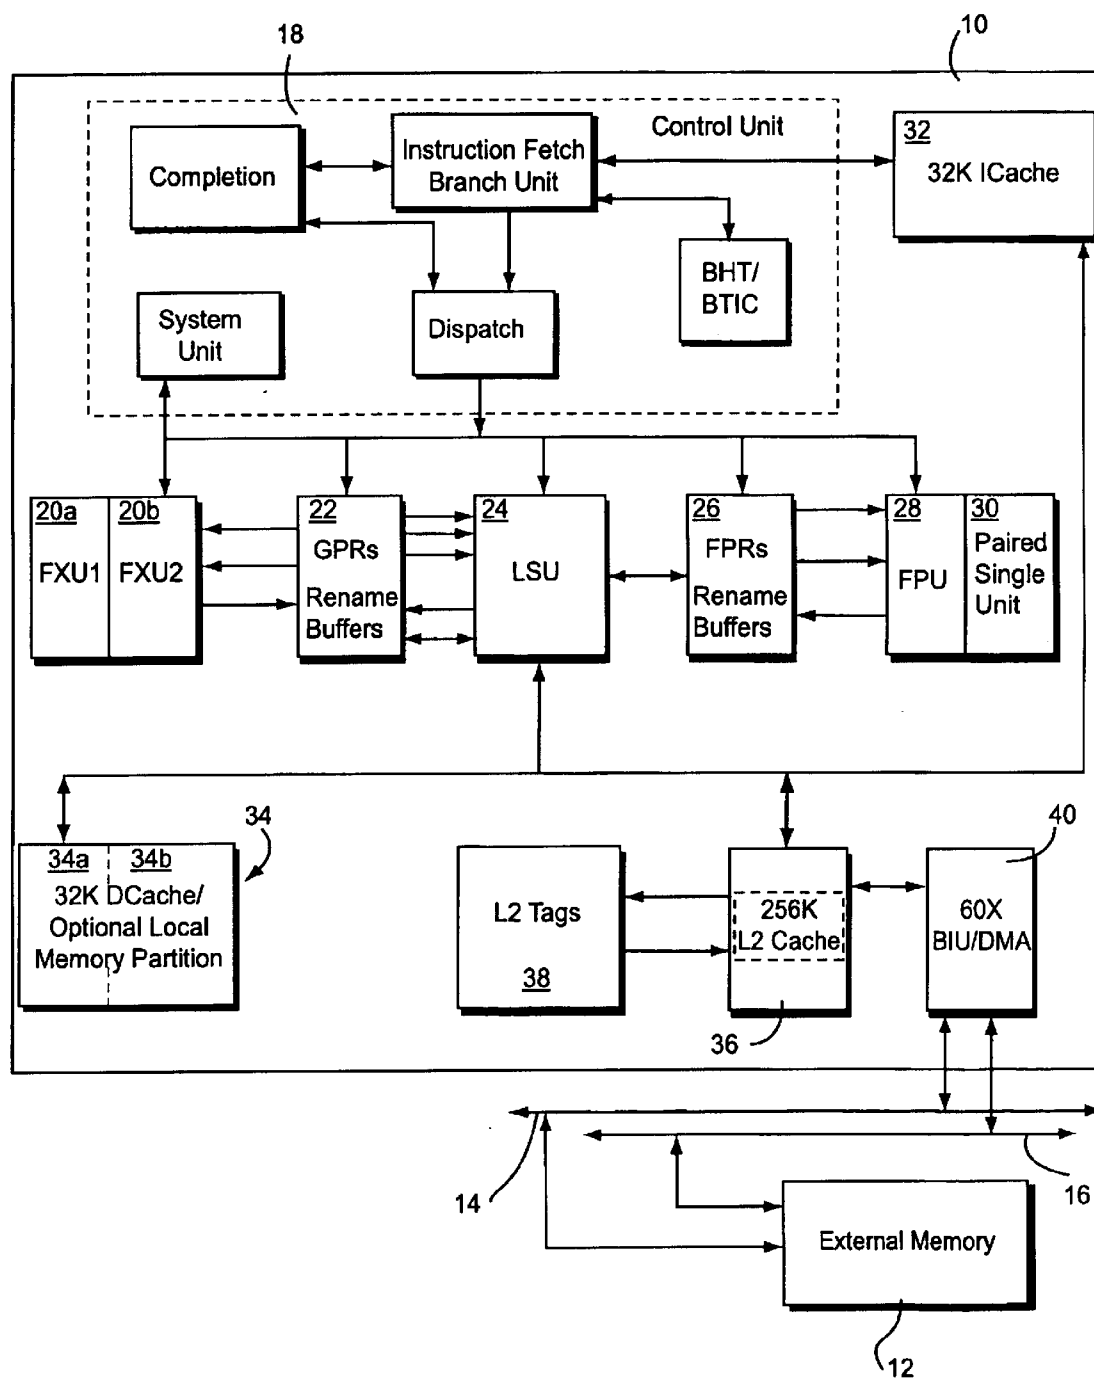 18
10
Control Unit
Completion
Instruction Fetch
Branch Unit
32
32K ICache
BHT/
BTIC
System
Unit
Dispatch
20a
20b
FXU1
FXU2
22
GPRs
Rename
Buffers
24
LSU
26
FPRs
Rename
Buffers
28
FPU
30
Paired
Single
Unit
34
34a
34b
32K DCache/
Optional Local
Memory Partition
L2 Tags
38
256K
L2 Cache
36
40
60X
BIU/DMA
14
16
External Memory
12